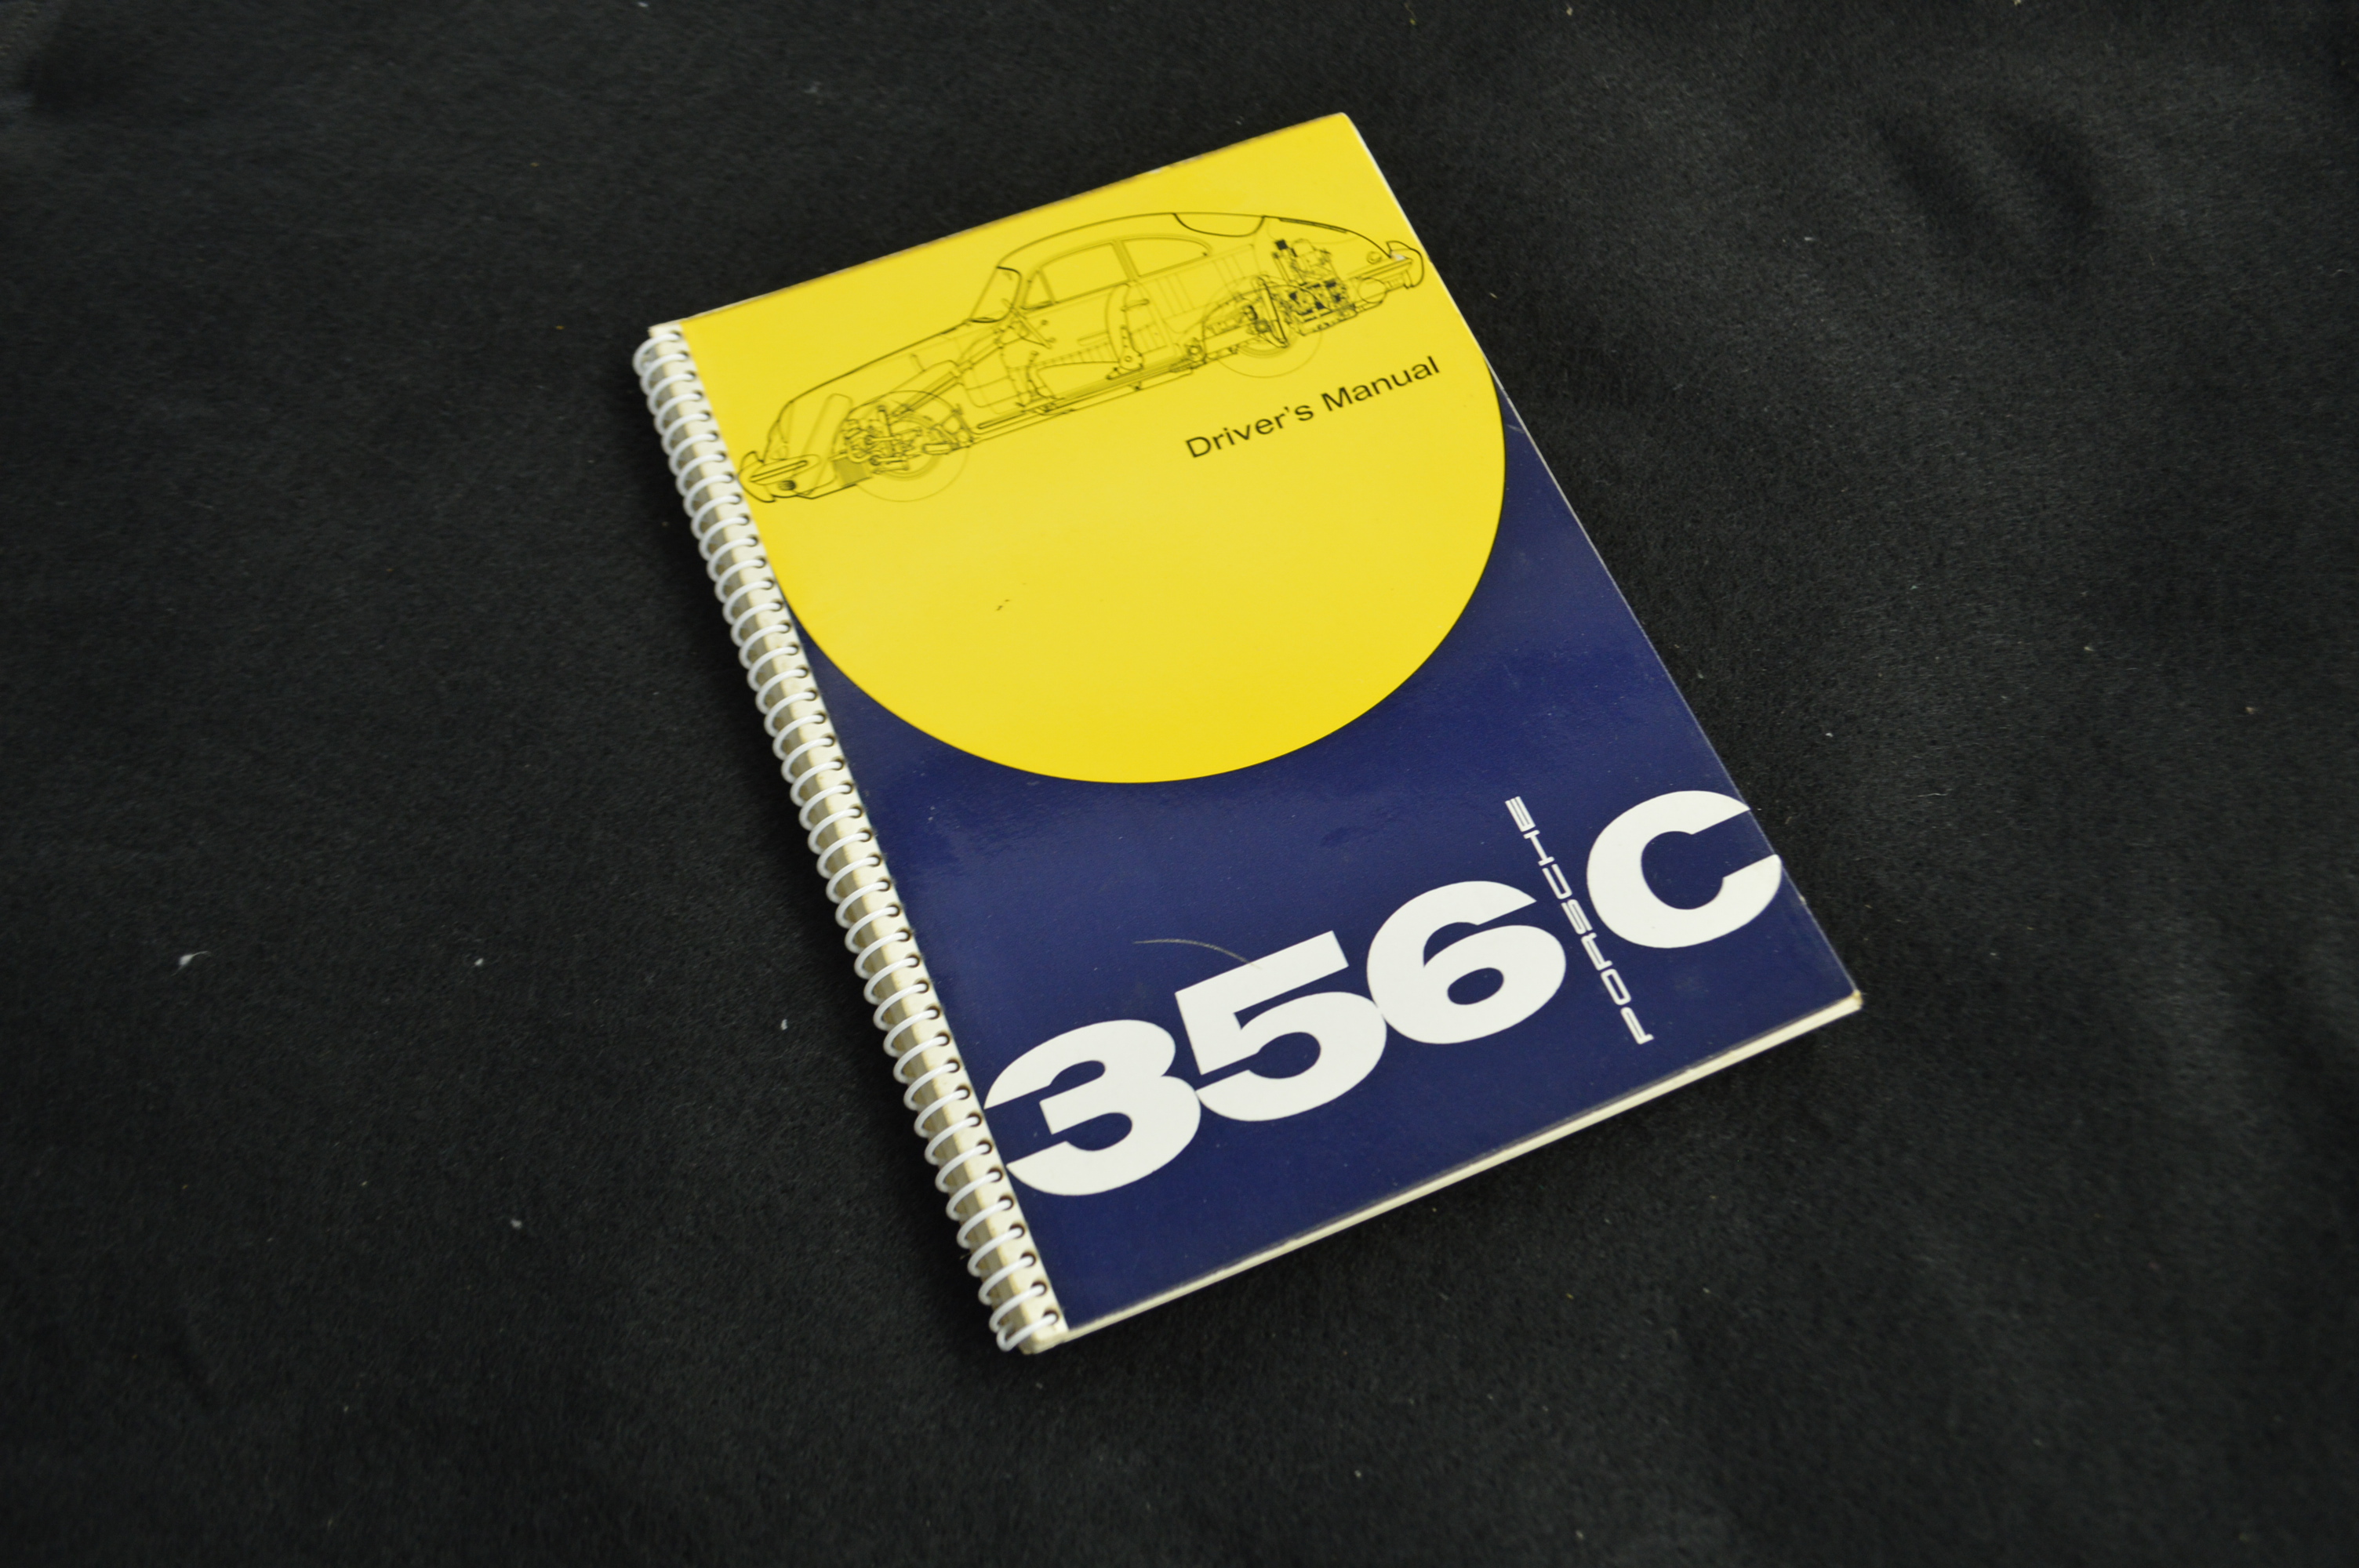 Driver's Manual
356 C
PORSCHE